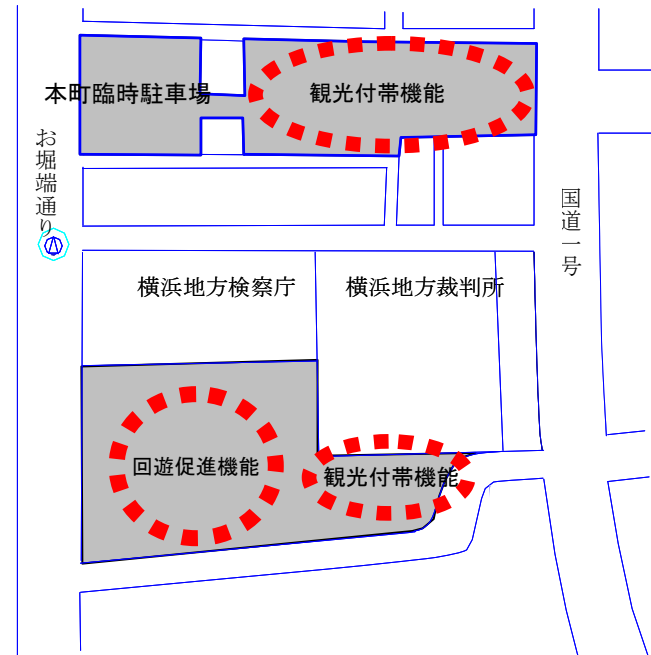 本町臨時駐車場
観光付帯機能
お堀端通り
国道一号
横浜地方検察庁
横浜地方裁判所
回遊促進機能
観光付帯機能